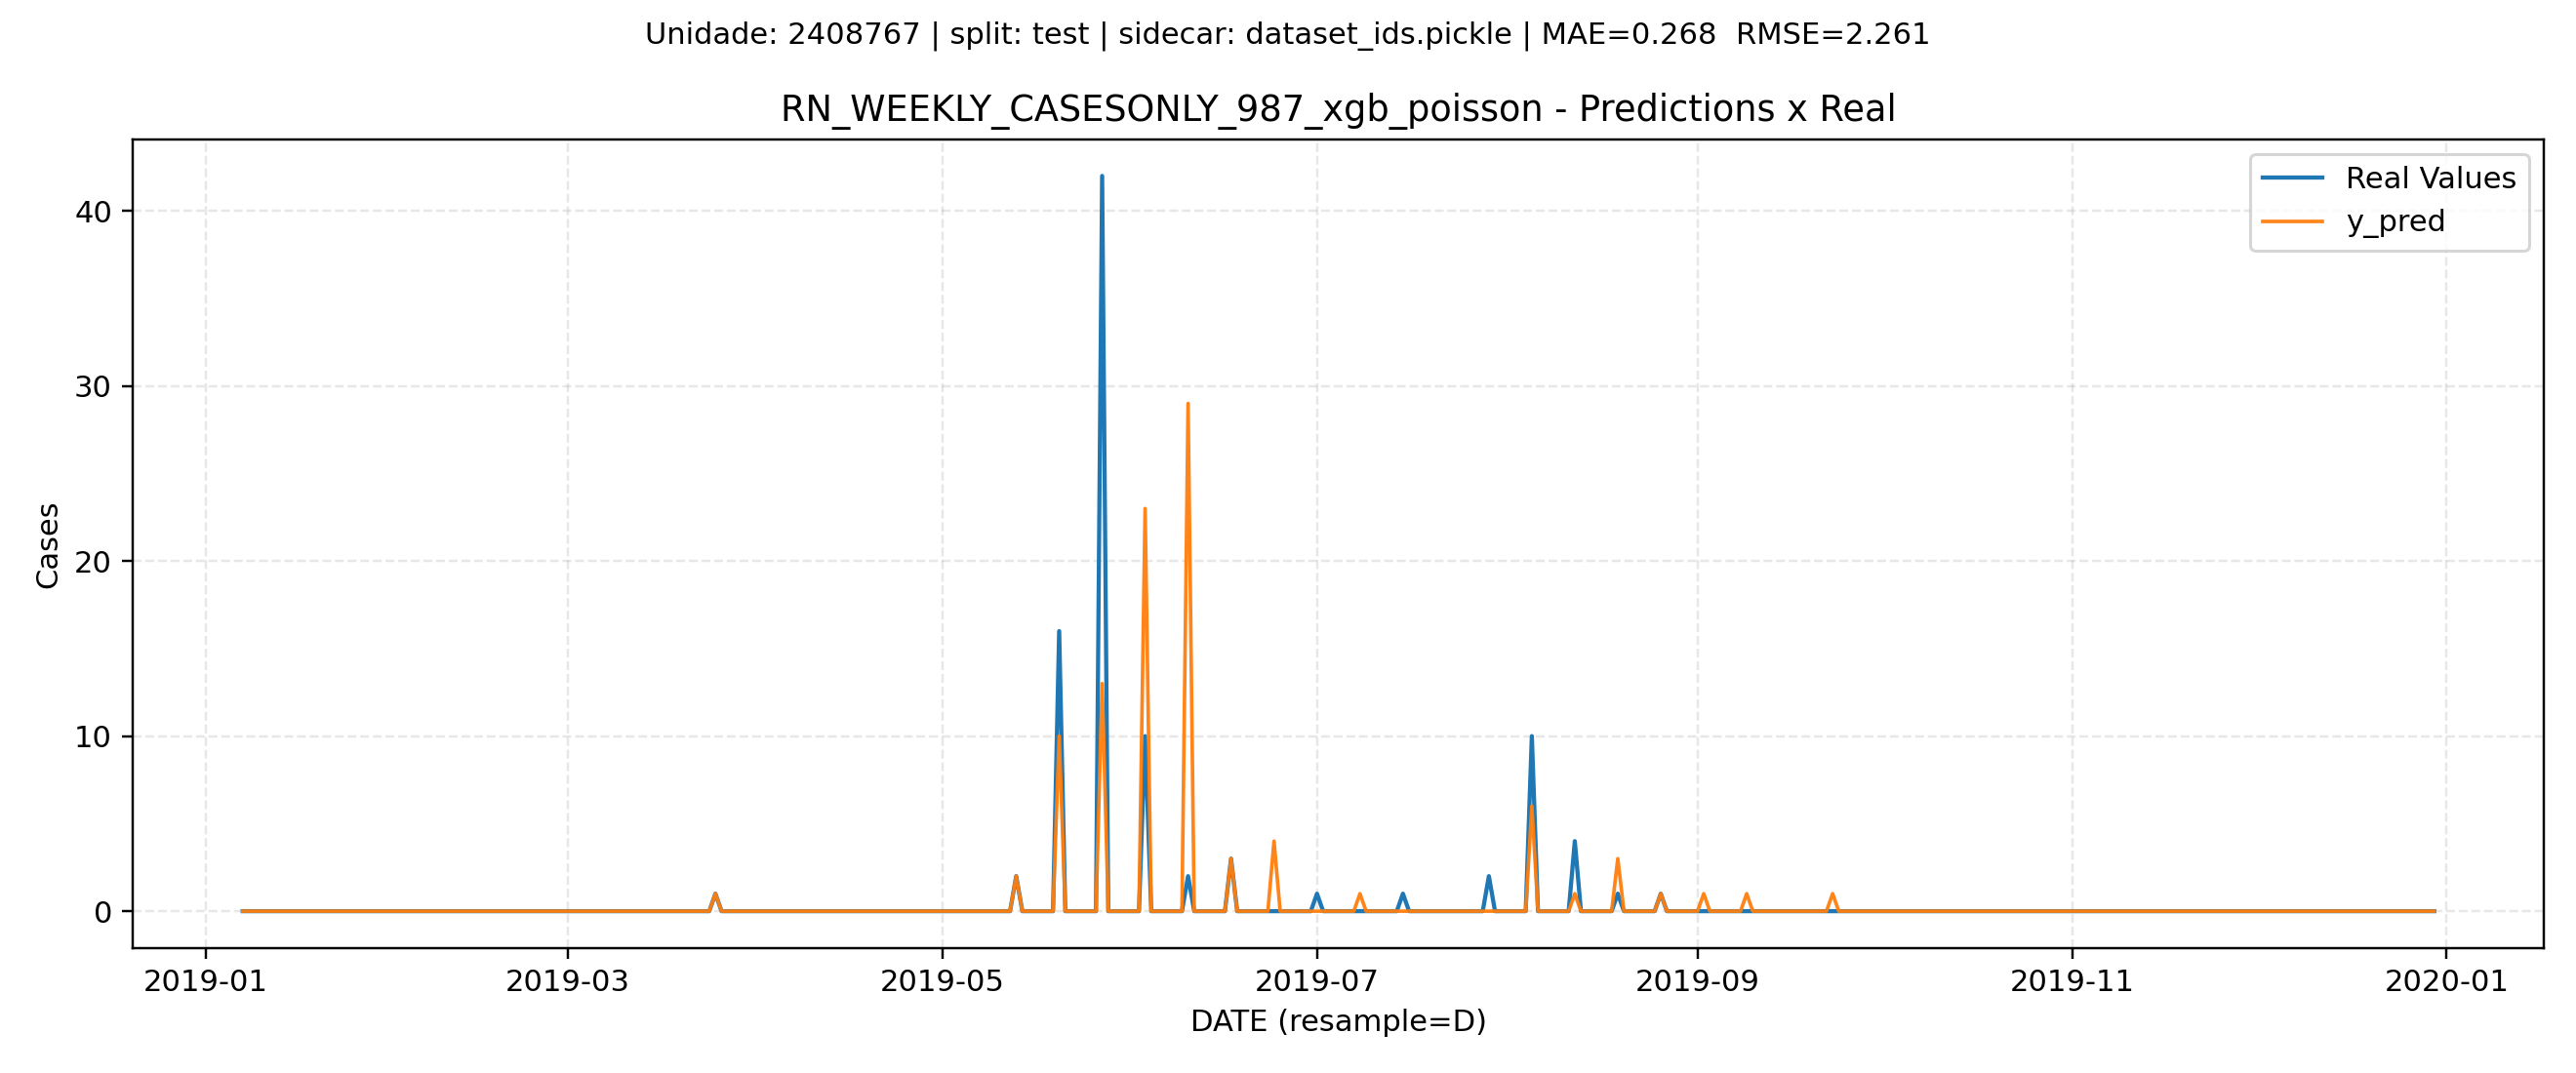 Unidade: 2408767 | split: test | sidecar: dataset_ids.pickle | MAE=0.268  RMSE=2.261
RN_WEEKLY_CASESONLY_987_xgb_poisson - Predictions x Real
Real Values
y_pred
Cases
40
30
20
10
0
2019-01
2019-03
2019-05
2019-07
2019-09
2019-11
2020-01
DATE (resample=D)